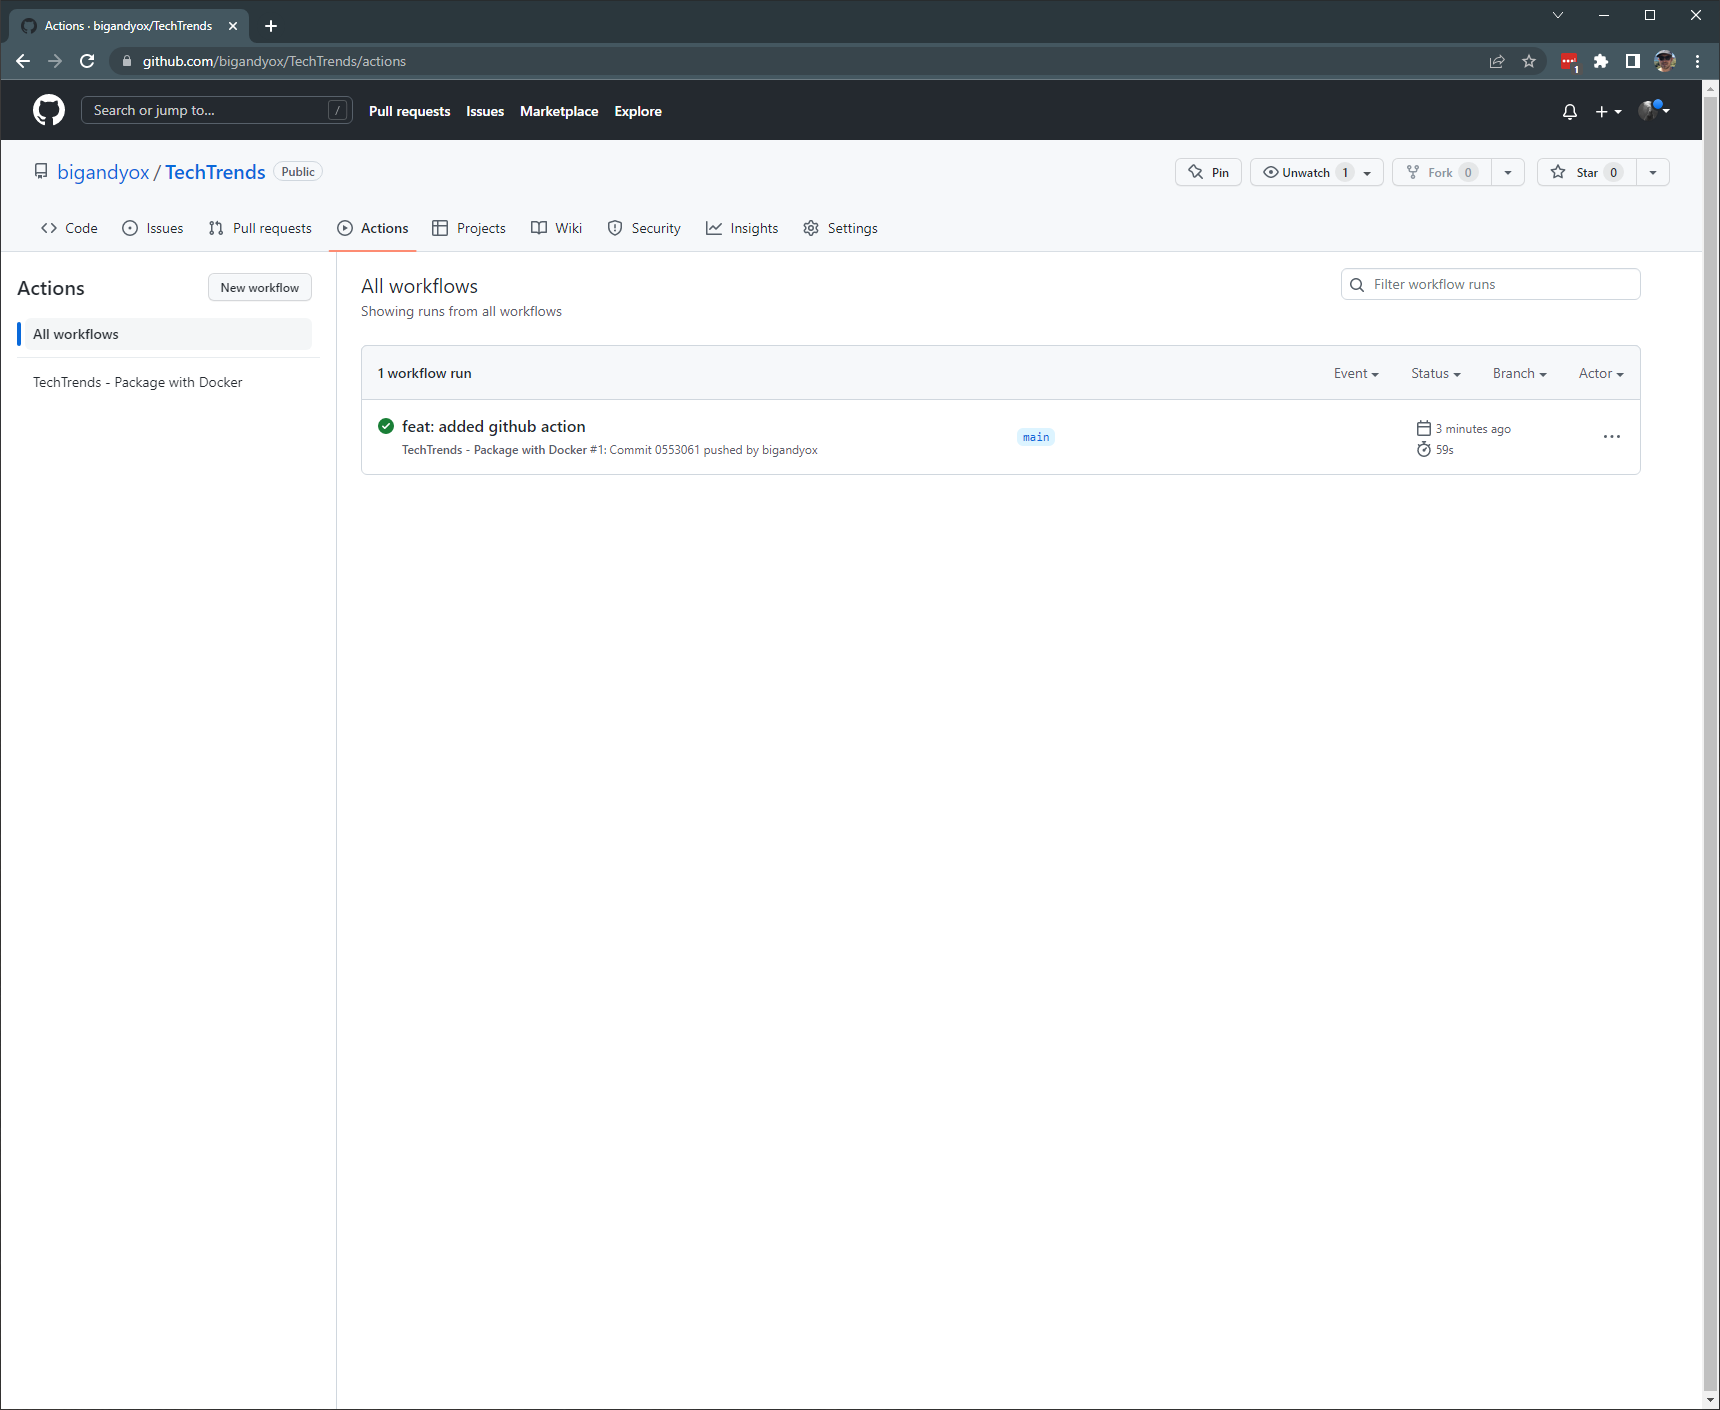 Actions · bigandyox/TechTrends
github.com/bigandyox/TechTrends/actions
1
Search or jump to... /
Pull requests Issues Marketplace Explore
bigandyox / TechTrends Public
Pin Unwatch 1 Fork 0 Star 0
Code Issues Pull requests Actions Projects Wiki Security Insights Settings
Actions New workflow
All workflows
TechTrends - Package with Docker
All workflows
Showing runs from all workflows
Filter workflow runs
1 workflow run Event Status Branch Actor
feat: added github action
TechTrends - Package with Docker #1: Commit 0553061 pushed by bigandyox
main
3 minutes ago
59s